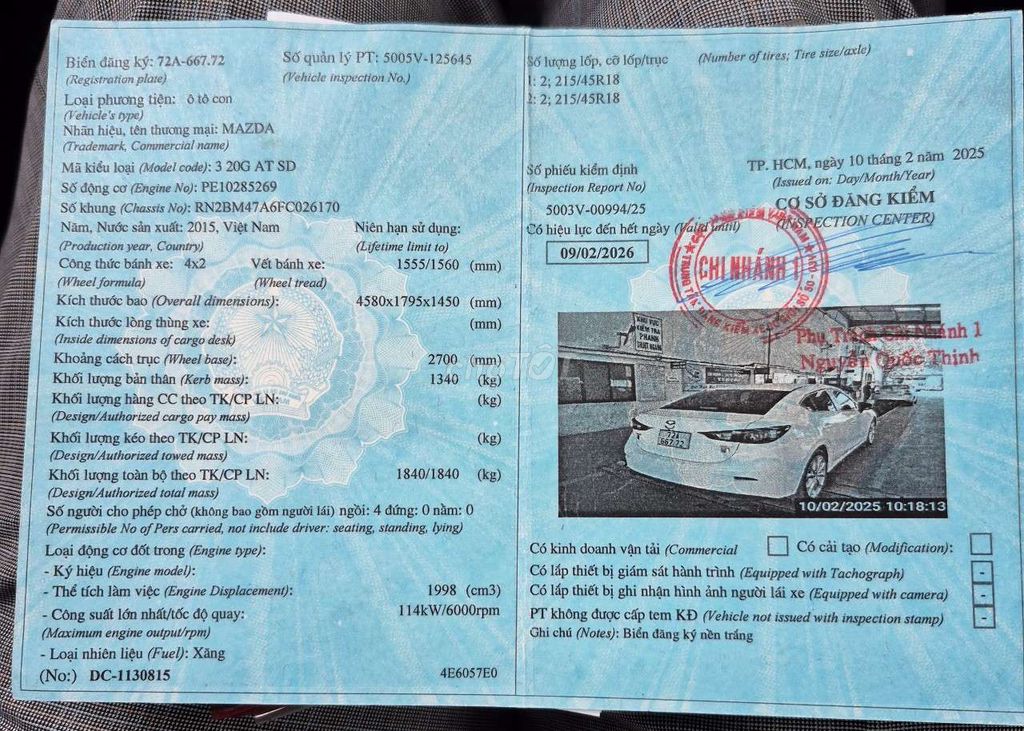 Biển đăng ký: 72A-667.72
Số quản lý PT: 5005V-125645
(Registration plate)
(Vehicle inspection No.)
Loại phương tiện: ô tô con
(Vehicle's type)
Nhãn hiệu, tên thương mại: MAZDA
(Trademark, Commercial name)
Mã kiểu loại (Model code): 3 20G AT SD
Số động cơ (Engine No): PE10285269
Số khung (Chassis No): RN2BM47A6FC026170
Năm, Nước sản xuất: 2015, Việt Nam
Niên hạn sử dụng:
(Production year, Country)
(Lifetime limit to)
Công thức bánh xe: 4x2
Vết bánh xe: 1555/1560 (mm)
(Wheel formula)
(Wheel tread)
Kích thước bao (Overall dimensions): 4580x1795x1450 (mm)
Kích thước lòng thùng xe: (mm)
(Inside dimensions of cargo desk)
Khoảng cách trục (Wheel base): 2700 (mm)
Khối lượng bản thân (Kerb mass): 1340 (kg)
Khối lượng hàng CC theo TK/CP LN: (kg)
(Design/Authorized cargo pay mass)
Khối lượng kéo theo TK/CP LN: (kg)
(Design/Authorized towed mass)
Khối lượng toàn bộ theo TK/CP LN: 1840/1840 (kg)
(Design/Authorized total mass)
Số người cho phép chở (không bao gồm người lái) ngồi: 4 đứng: 0 nằm: 0
(Permissible No of Pers carried, not include driver: seating, standing, lying)
Loại động cơ đốt trong (Engine type):
- Ký hiệu (Engine model):
- Thể tích làm việc (Engine Displacement): 1998 (cm3)
- Công suất lớn nhất/tốc độ quay: 114kW/6000rpm
(Maximum engine output/rpm)
- Loại nhiên liệu (Fuel): Xăng
(No:) DC-1130815
4E6057E0
Số lượng lốp, cỡ lốp/trục (Number of tires; Tire size/axle)
1: 2; 215/45R18
2: 2; 215/45R18
Số phiếu kiểm định
(Inspection Report No)
5003V-00994/25
TP. HCM, ngày 10 tháng 2 năm 2025
(Issued on: Day/Month/Year)
CƠ SỞ ĐĂNG KIỂM
(INSPECTION CENTER)
Có hiệu lực đến hết ngày (Valid until)
09/02/2026
CHI NHÁNH 1
Phụ Trách Chi Nhánh 1
Nguyễn Quốc Thịnh
KHU VỰC
KIỂM TRA
PHANH
72A
667.72
10/02/2025 10:18:13
Có kinh doanh vận tải (Commercial
Có cải tạo (Modification):
Có lắp thiết bị giám sát hành trình (Equipped with Tachograph) -
Có lắp thiết bị ghi nhận hình ảnh người lái xe (Equipped with camera) -
PT không được cấp tem KĐ (Vehicle not issued with inspection stamp) -
Ghi chú (Notes): Biển đăng ký nền trắng